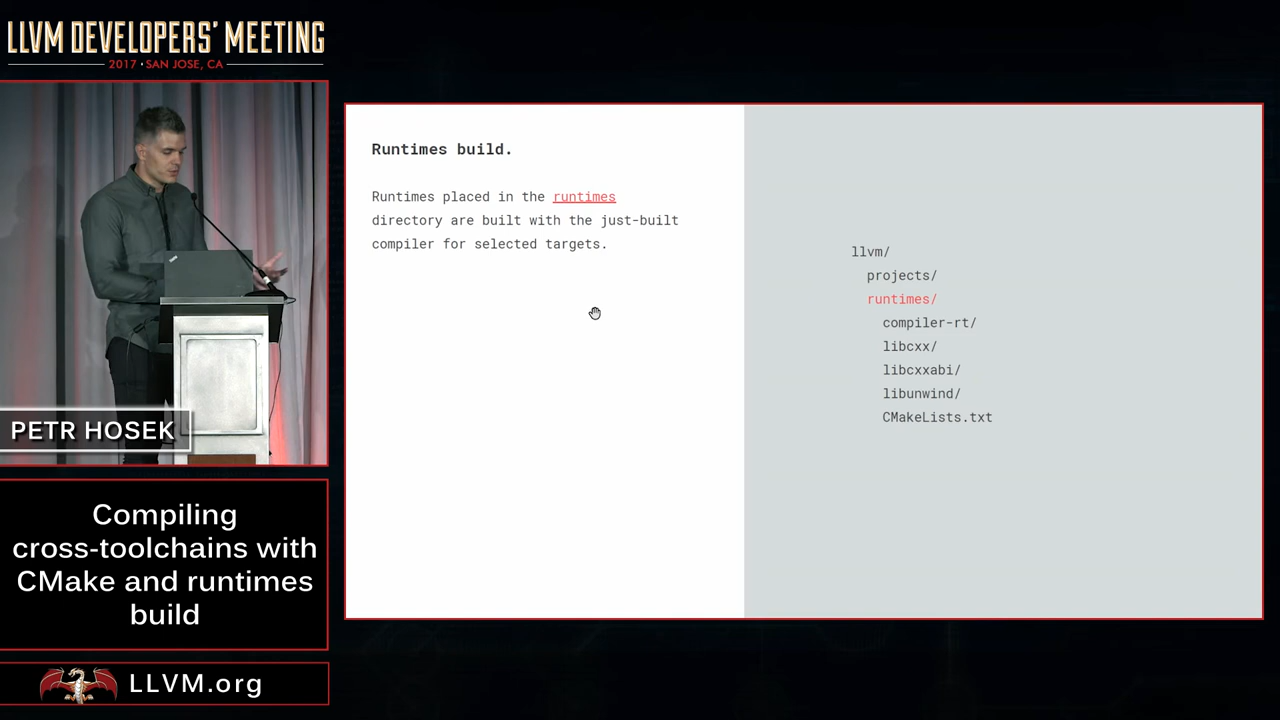 LLVM DEVELOPERS' MEETING
2017 · SAN JOSE, CA
PETR HOSEK
Compiling
cross-toolchains with
CMake and runtimes
build
LLVM.org
Runtimes build.
Runtimes placed in the runtimes
directory are built with the just-built
compiler for selected targets.
llvm/
projects/
runtimes/
compiler-rt/
libcxx/
libcxxabi/
libunwind/
CMakeLists.txt